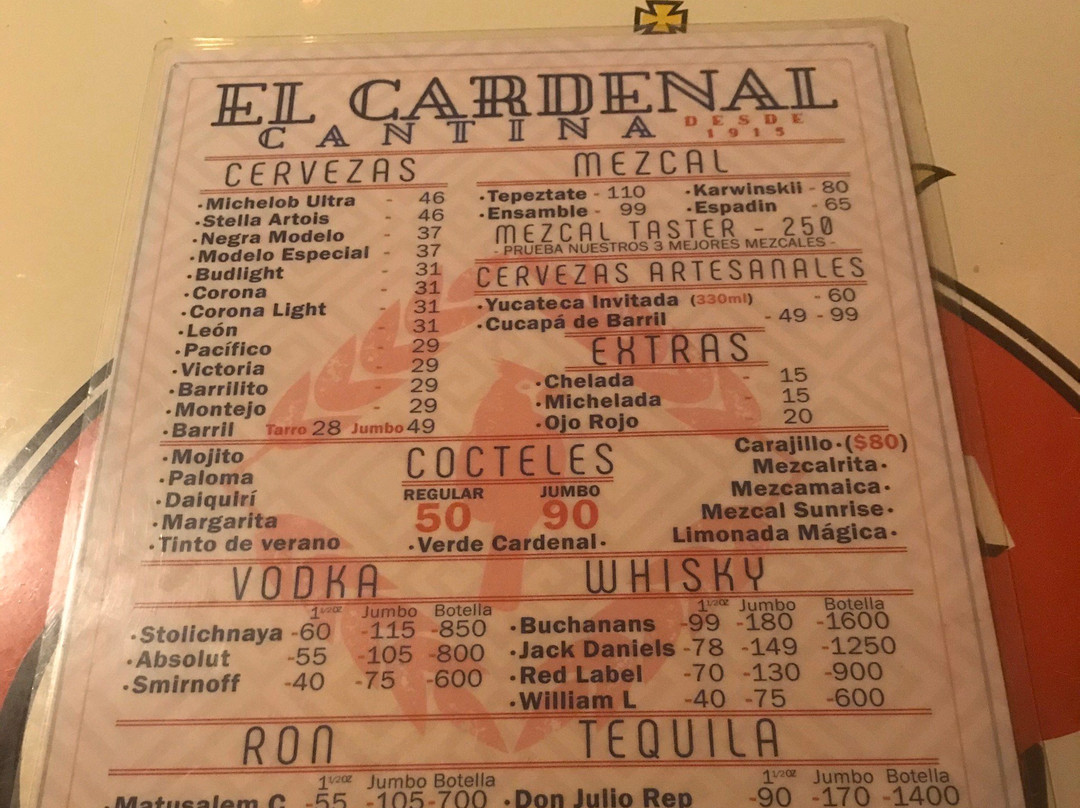 EL CARDENAL
CANTINA
DESDE
1915
CERVEZAS
·Michelob Ultra - 46
·Stella Artois - 46
·Negra Modelo - 37
·Modelo Especial - 37
·Budlight - 31
·Corona - 31
·Corona Light - 31
·León - 31
·Pacífico - 29
·Victoria - 29
·Barrilito - 29
·Montejo - 29
·Barril Tarro 28 Jumbo 49
MEZCAL
·Tepeztate - 110 ·Karwinskii - 80
·Ensamble - 99 ·Espadin - 65
MEZCAL TASTER - 250
- PRUEBA NUESTROS 3 MEJORES MEZCALES -
CERVEZAS ARTESANALES
·Yucateca Invitada (330ml) - 60
·Cucapá de Barril - 49 - 99
EXTRAS
·Chelada - 15
·Michelada - 15
·Ojo Rojo 20
COCTELES
·Mojito
·Paloma
·Daiquirí
·Margarita
·Tinto de verano
REGULAR JUMBO
50 90
·Verde Cardenal·
Carajillo·($80)
Mezcalrita·
Mezcamaica·
Mezcal Sunrise·
Limonada Mágica·
VODKA
1 1/2oz Jumbo Botella
·Stolichnaya -60 -115 -850
·Absolut -55 -105 -800
·Smirnoff -40 -75 -600
WHISKY
1 1/2oz Jumbo Botella
·Buchanans -99 -180 -1600
·Jack Daniels -78 -149 -1250
·Red Label -70 -130 -900
·William L -40 -75 -600
RON
1 1/2oz Jumbo Botella
·Matusalem C -55 -105 -700
TEQUILA
1 1/2oz Jumbo Botella
·Don Julio Rep -90 -170 -1400